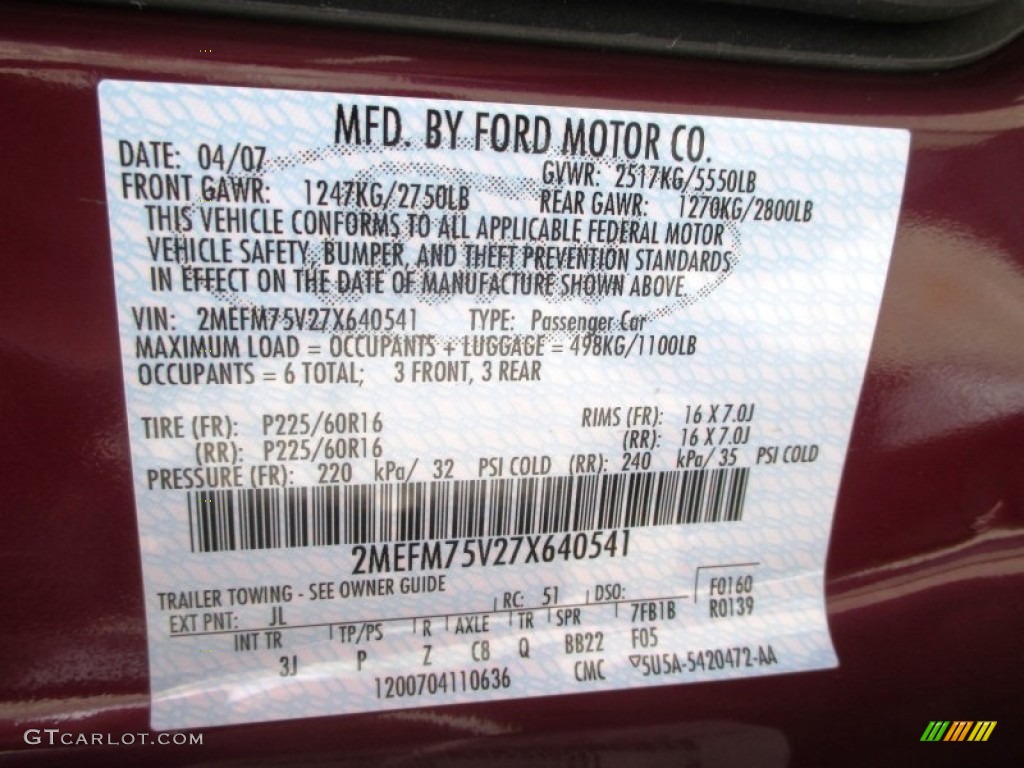 MFD. BY FORD MOTOR CO.
DATE: 04/07 GVWR: 2517KG/5550LB
FRONT GAWR: 1247KG/2750LB REAR GAWR: 1270KG/2800LB
THIS VEHICLE CONFORMS TO ALL APPLICABLE FEDERAL MOTOR
VEHICLE SAFETY, BUMPER, AND THEFT PREVENTION STANDARDS
IN EFFECT ON THE DATE OF MANUFACTURE SHOWN ABOVE.
VIN: 2MEFM75V27X640541 TYPE: Passenger Car
MAXIMUM LOAD = OCCUPANTS + LUGGAGE = 498KG/1100LB
OCCUPANTS = 6 TOTAL; 3 FRONT, 3 REAR
TIRE (FR): P225/60R16 RIMS (FR): 16 X 7.0J
(RR): P225/60R16 (RR): 16 X 7.0J
PRESSURE (FR): 220 kPa/ 32 PSI COLD (RR): 240 kPa/ 35 PSI COLD
2MEFM75V27X640541
TRAILER TOWING - SEE OWNER GUIDE
EXT PNT: JL RC: 51 DSO: F0160
INT TR TP/PS R AXLE TR SPR 7FB1B R0139
3J P Z C8 Q BB22 F05
1200704110636 CMC ▽5U5A-5420472-AA
GTCARLOT.COM